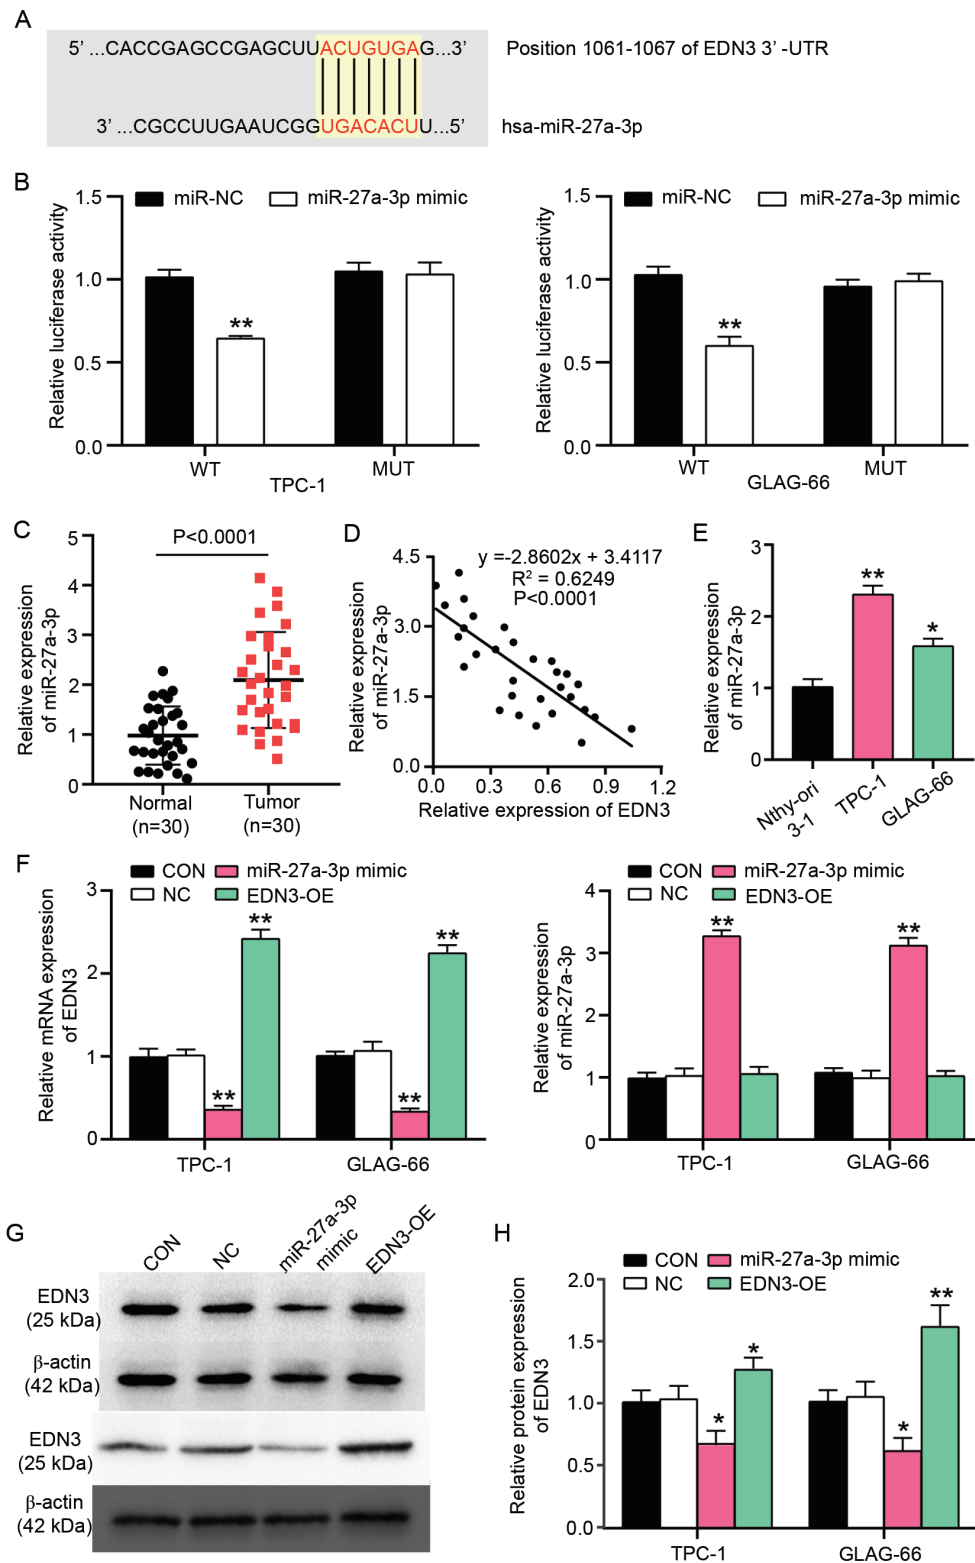 A
5’ ...CACCGAGCCGAGCUUACUGUGAG...3’
Position 1061-1067 of EDN3 3’ -UTR
3’ ...CGCCUUGAAUCGGUGACACUU...5’
hsa-miR-27a-3p
B
Relative luciferase activity
1.5
1.0
0.5
0.0
miR-NC
miR-27a-3p mimic
**
WT
MUT
TPC-1
Relative luciferase activity
1.5
1.0
0.5
0.0
miR-NC
miR-27a-3p mimic
**
WT
MUT
GLAG-66
C
Relative expression
of miR-27a-3p
5
4
3
2
1
0
P<0.0001
Normal
(n=30)
Tumor
(n=30)
D
Relative expression
of miR-27a-3p
4.5
3.0
1.5
0.0
y =-2.8602x + 3.4117
R² = 0.6249
P<0.0001
0.0
0.3
0.6
0.9
1.2
Relative expression of EDN3
E
Relative expression
of miR-27a-3p
3
2
1
0
**
*
Nthy-ori
3-1
TPC-1
GLAG-66
F
CON
miR-27a-3p mimic
NC
EDN3-OE
Relative mRNA expression
of EDN3
3
2
1
0
**
**
**
**
TPC-1
GLAG-66
CON
miR-27a-3p mimic
NC
EDN3-OE
Relative expression
of miR-27a-3p
4
3
2
1
0
**
**
TPC-1
GLAG-66
G
CON
NC
miR-27a-3p
mimic
EDN3-OE
EDN3
(25 kDa)
β-actin
(42 kDa)
EDN3
(25 kDa)
β-actin
(42 kDa)
H
CON
miR-27a-3p mimic
NC
EDN3-OE
Relative protein expression
of EDN3
2.0
1.5
1.0
0.5
0.0
*
*
*
**
TPC-1
GLAG-66